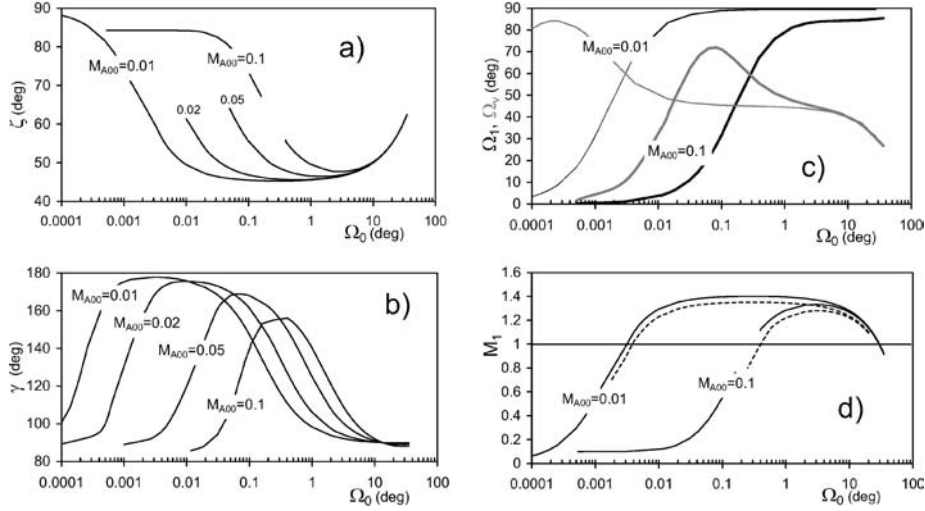 90
80
70
60
50
40
ζ (deg)
M_A00=0.01
M_A00=0.1
0.02
0.05
a)
0.0001 0.001 0.01 0.1 1 10 100
Ω_0 (deg)
90
80
70
60
50
40
30
20
10
0
Ω_1, Ω_v (deg)
M_A00=0.01
M_A00=0.1
c)
0.0001 0.001 0.01 0.1 1 10 100
Ω_0 (deg)
180
160
140
120
100
80
γ (deg)
M_A00=0.01
M_A00=0.02
M_A00=0.05
M_A00=0.1
b)
0.0001 0.001 0.01 0.1 1 10 100
Ω_0 (deg)
1.6
1.4
1.2
1
0.8
0.6
0.4
0.2
0
M_1
M_A00=0.01
M_A00=0.1
d)
0.0001 0.001 0.01 0.1 1 10 100
Ω_0 (deg)